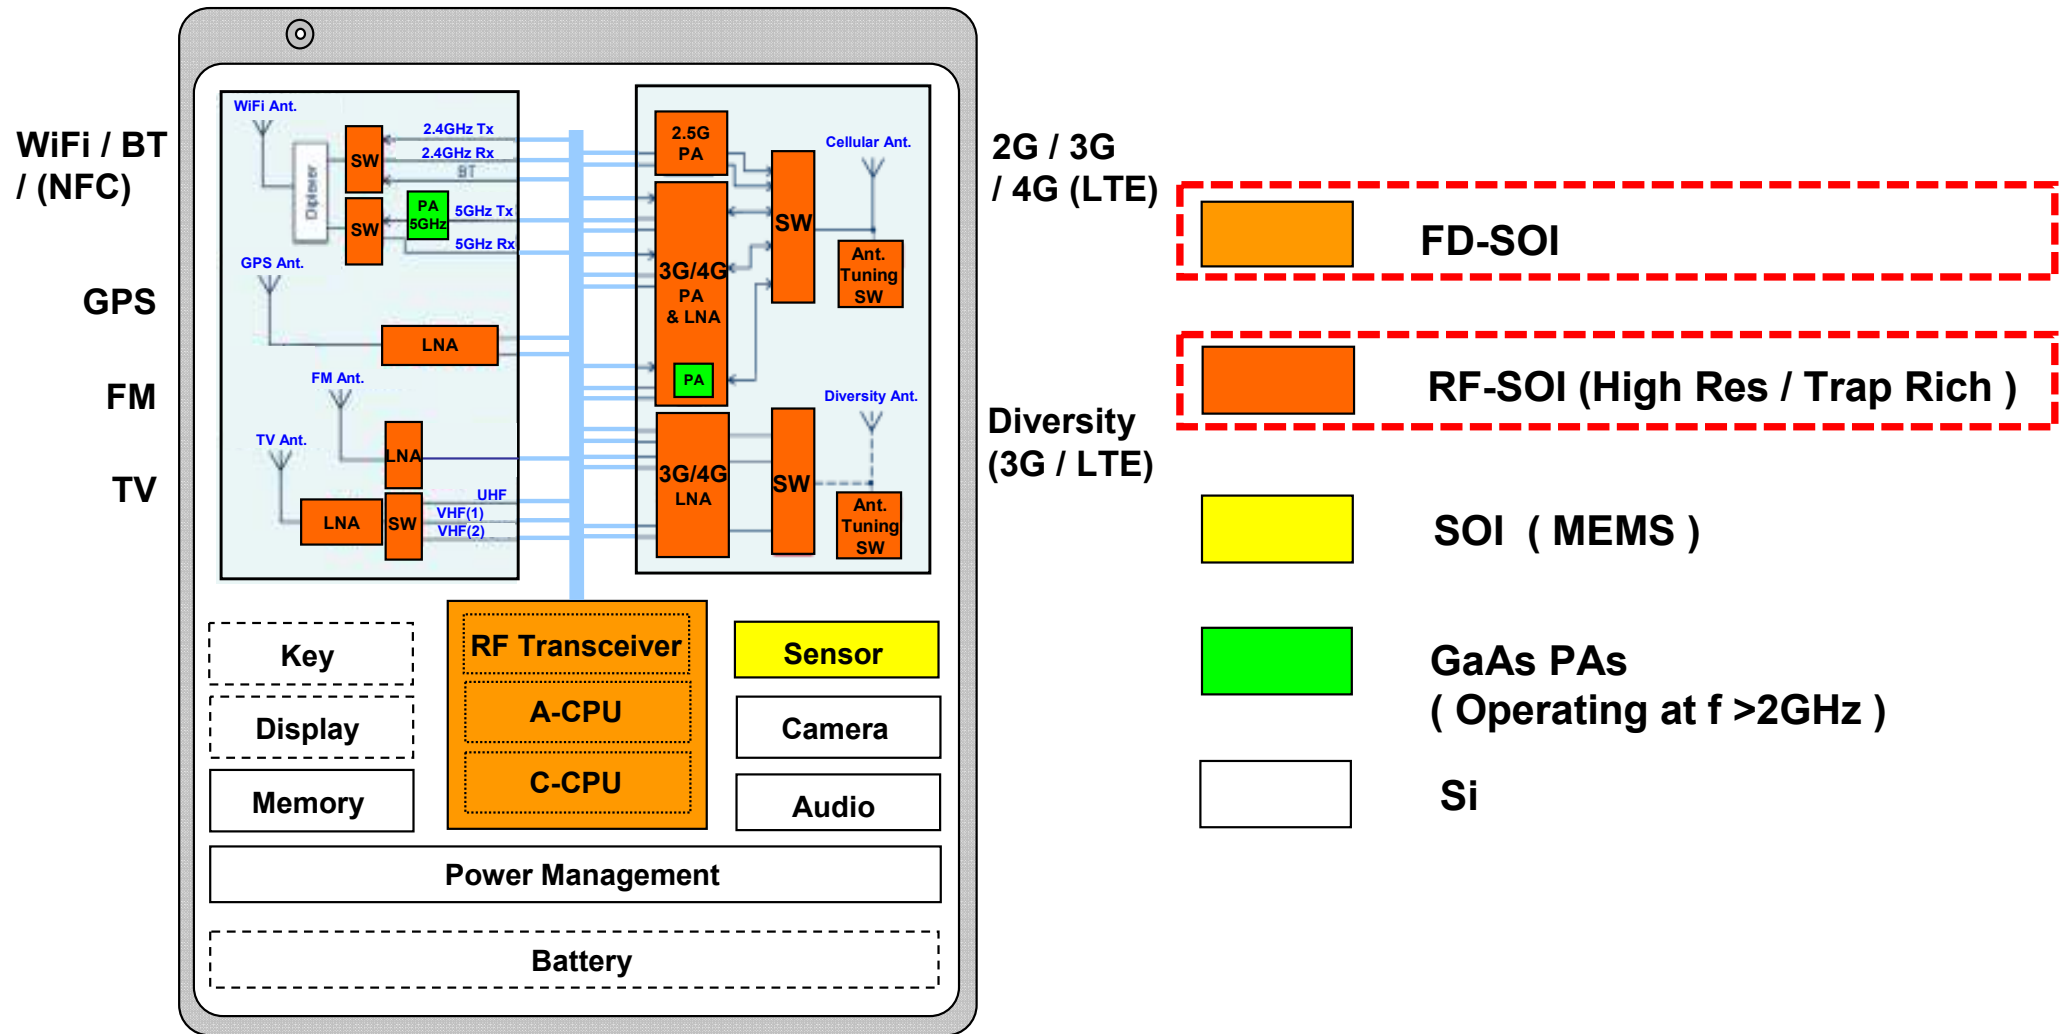 WiFi / BT
/ (NFC)
GPS
FM
TV
WiFi Ant.
Diplexer
SW
SW
2.4GHz Tx
2.4GHz Rx
BT
PA
5GHz
5GHz Tx
5GHz Rx
GPS Ant.
LNA
FM Ant.
LNA
TV Ant.
LNA
SW
UHF
VHF(1)
VHF(2)
2.5G
PA
3G/4G
PA
& LNA
PA
SW
Cellular Ant.
Ant.
Tuning
SW
3G/4G
LNA
SW
Diversity Ant.
Ant.
Tuning
SW
2G / 3G
/ 4G (LTE)
Diversity
(3G / LTE)
Key
Display
Memory
RF Transceiver
A-CPU
C-CPU
Sensor
Camera
Audio
Power Management
Battery
FD-SOI
RF-SOI (High Res / Trap Rich )
SOI ( MEMS )
GaAs PAs
( Operating at f >2GHz )
Si